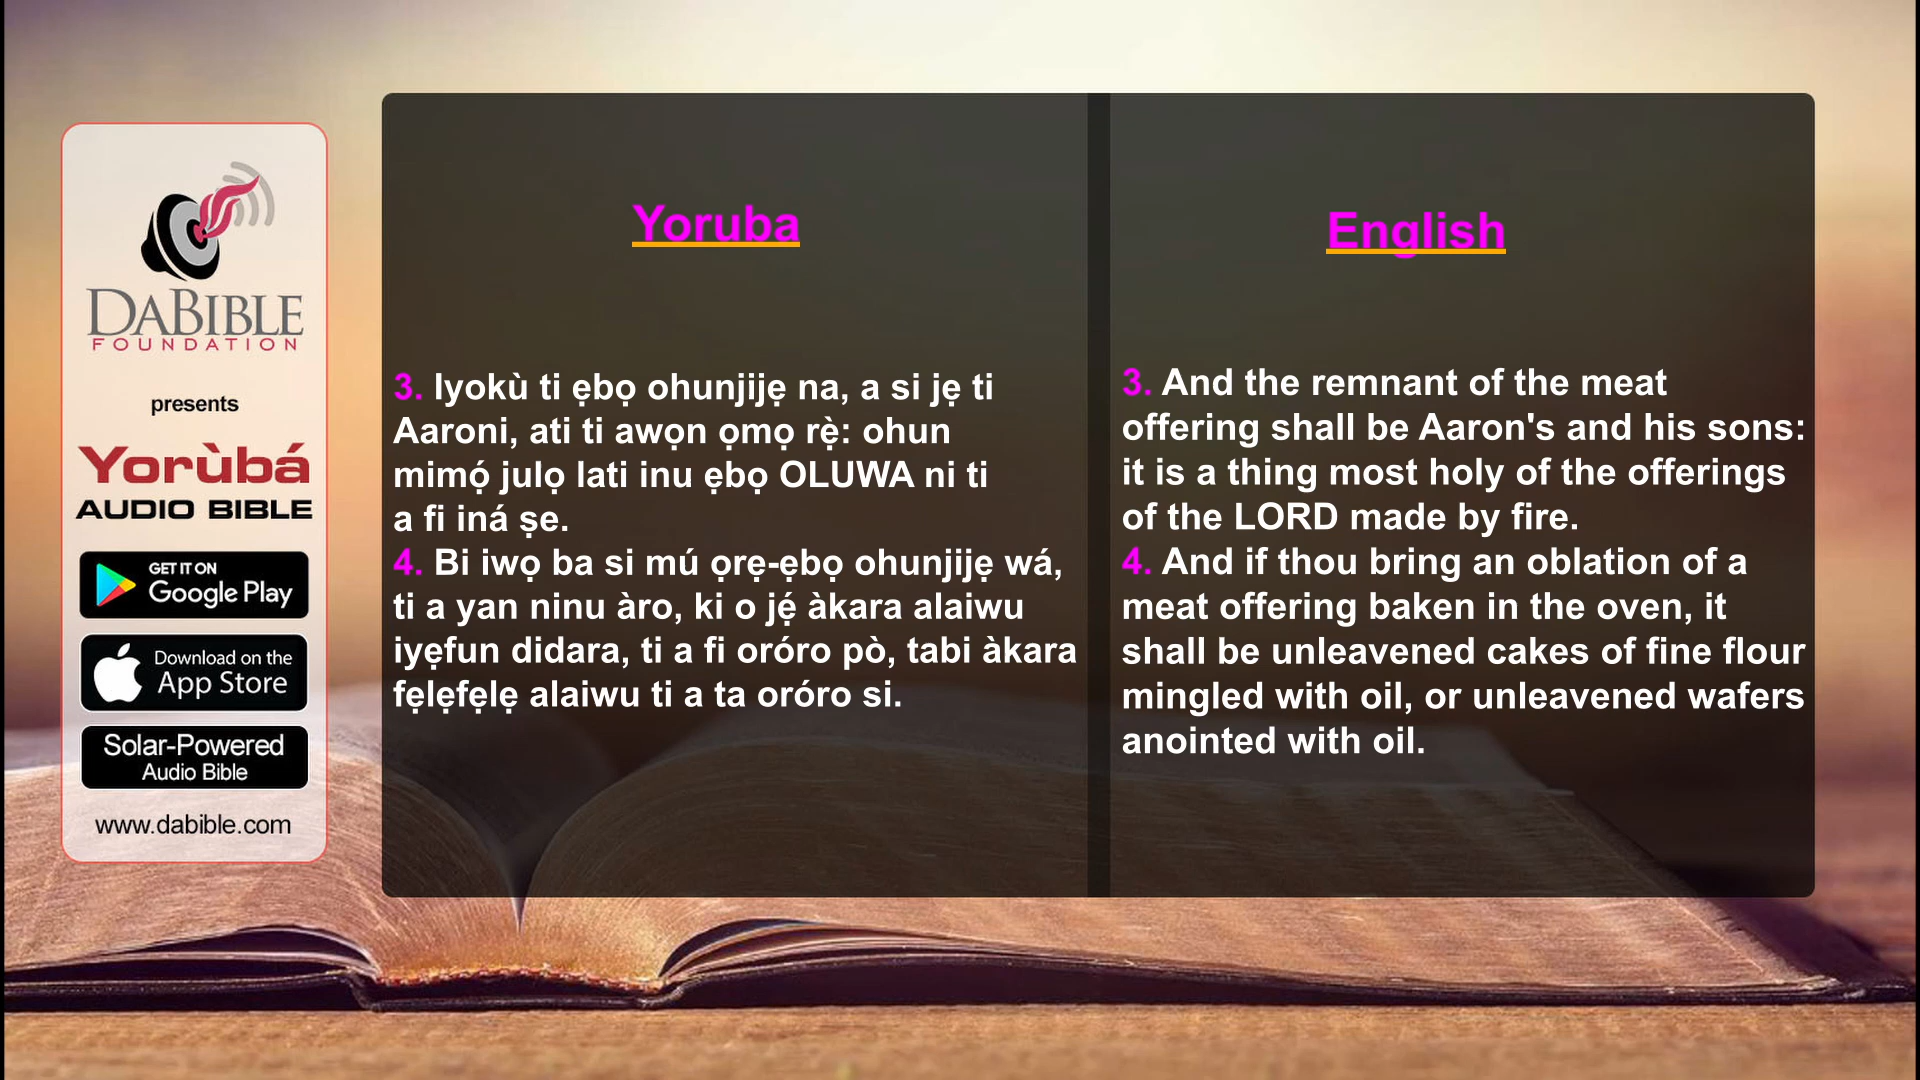 DABIBLE
FOUNDATION
presents
Yorùbá
AUDIO BIBLE
GET IT ON
Google Play
Download on the
App Store
Solar-Powered
Audio Bible
www.dabible.com
Yoruba
3. Iyokù ti ẹbọ ohunjijẹ na, a si jẹ ti
Aaroni, ati ti awọn ọmọ rẹ̀: ohun
mimọ́ julọ lati inu ẹbọ OLUWA ni ti
a fi iná ṣe.
4. Bi iwọ ba si mú ọrẹ-ẹbọ ohunjijẹ wá,
ti a yan ninu àro, ki o jẹ́ àkara alaiwu
iyẹfun didara, ti a fi oróro pò, tabi àkara
fẹlẹfẹlẹ alaiwu ti a ta oróro si.
English
3. And the remnant of the meat
offering shall be Aaron's and his sons:
it is a thing most holy of the offerings
of the LORD made by fire.
4. And if thou bring an oblation of a
meat offering baken in the oven, it
shall be unleavened cakes of fine flour
mingled with oil, or unleavened wafers
anointed with oil.